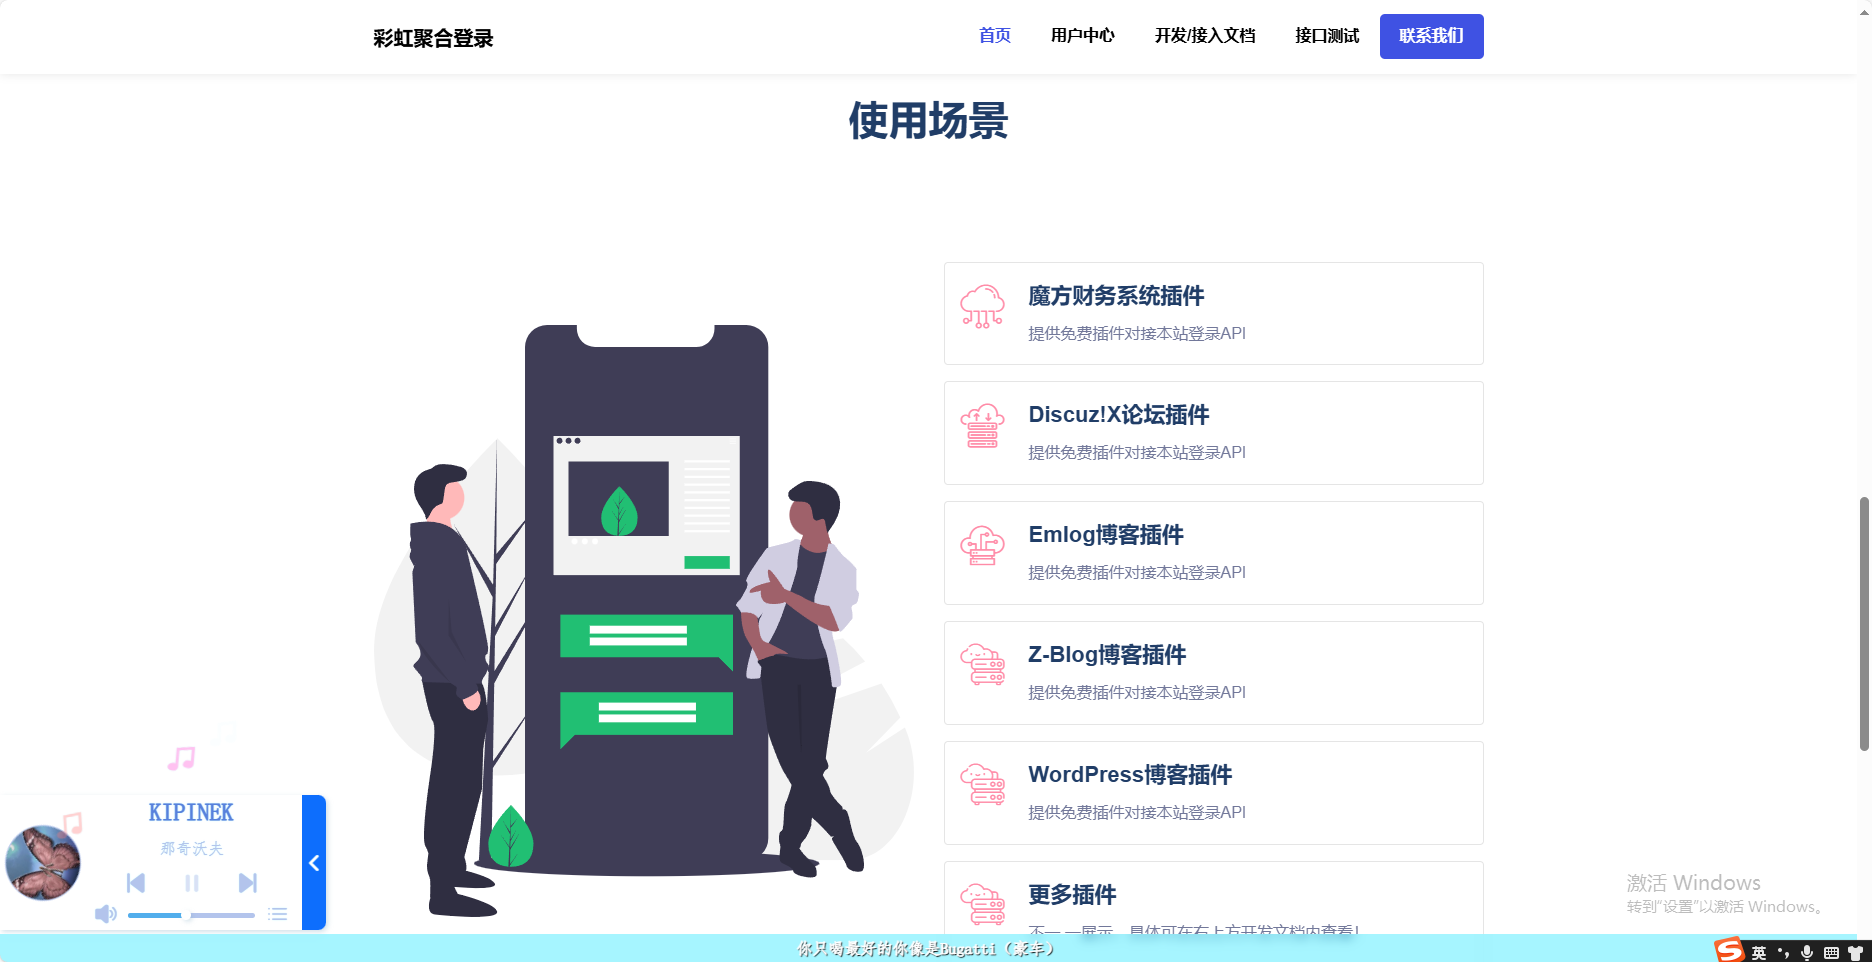 彩虹聚合登录
首页 用户中心 开发/接入文档 接口测试 联系我们
使用场景
魔方财务系统插件
提供免费插件对接本站登录API
Discuz!X论坛插件
提供免费插件对接本站登录API
Emlog博客插件
提供免费插件对接本站登录API
Z-Blog博客插件
提供免费插件对接本站登录API
WordPress博客插件
提供免费插件对接本站登录API
更多插件
不一 一展示，具体可在右上方开发文档内查看！
KIPINEK
那奇沃夫
激活 Windows
转到“设置”以激活 Windows。
你只喝最好的你像是Bugatti（豪车）
英